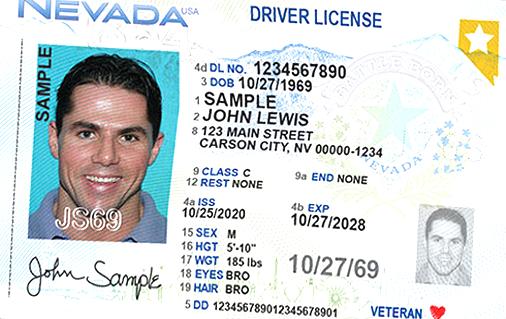 NEVADA USA DRIVER LICENSE
SAMPLE
4d DL NO. 1234567890
3 DOB 10/27/1969
1 SAMPLE
2 JOHN LEWIS
8 123 MAIN STREET
CARSON CITY, NV 00000-1234
BATTLE BORN
NEVADA
9 CLASS C 9a END NONE
12 REST NONE
4a ISS 4b EXP
10/25/2020 10/27/2028
15 SEX M
16 HGT 5'-10"
17 WGT 185 lbs
18 EYES BRO
19 HAIR BRO
10/27/69
5 DD 12345678901234567890​1
JS69
John Sample
VETERAN